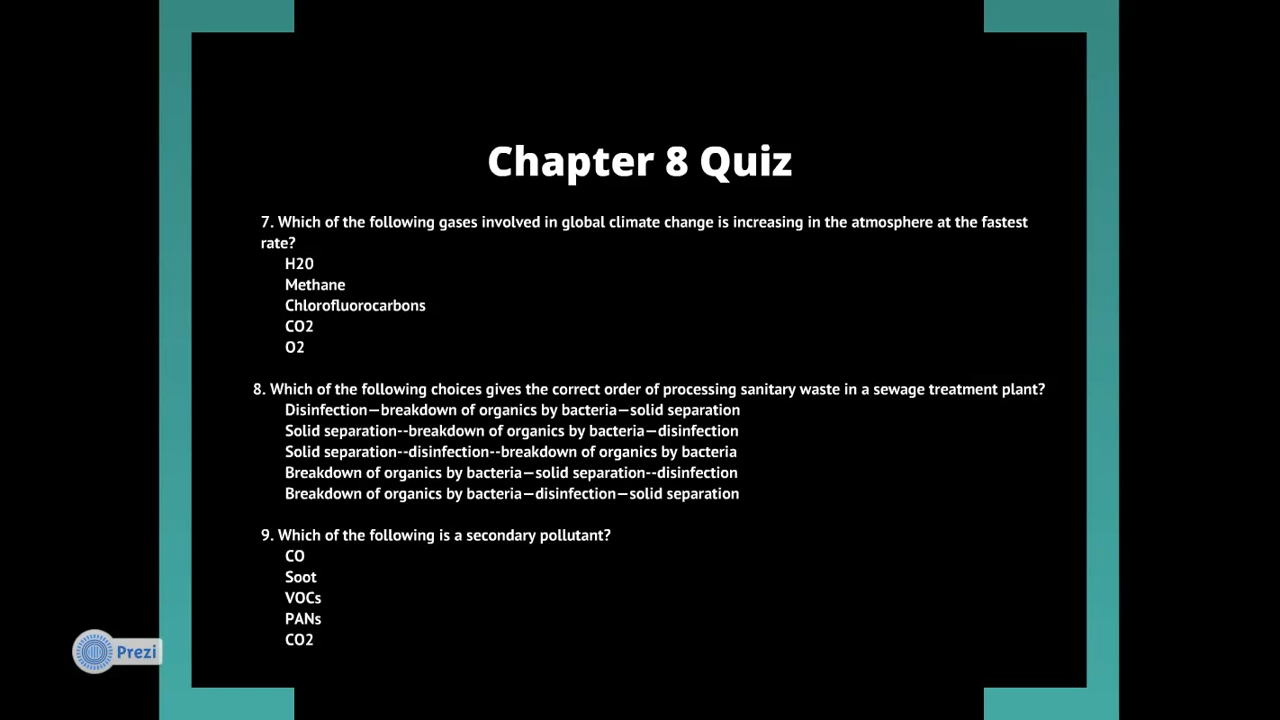 Chapter 8 Quiz
7. Which of the following gases involved in global climate change is increasing in the atmosphere at the fastest
rate?
H20
Methane
Chlorofluorocarbons
CO2
O2
8. Which of the following choices gives the correct order of processing sanitary waste in a sewage treatment plant?
Disinfection—breakdown of organics by bacteria—solid separation
Solid separation--breakdown of organics by bacteria—disinfection
Solid separation--disinfection--breakdown of organics by bacteria
Breakdown of organics by bacteria—solid separation--disinfection
Breakdown of organics by bacteria—disinfection—solid separation
9. Which of the following is a secondary pollutant?
CO
Soot
VOCs
PANs
CO2
Prezi